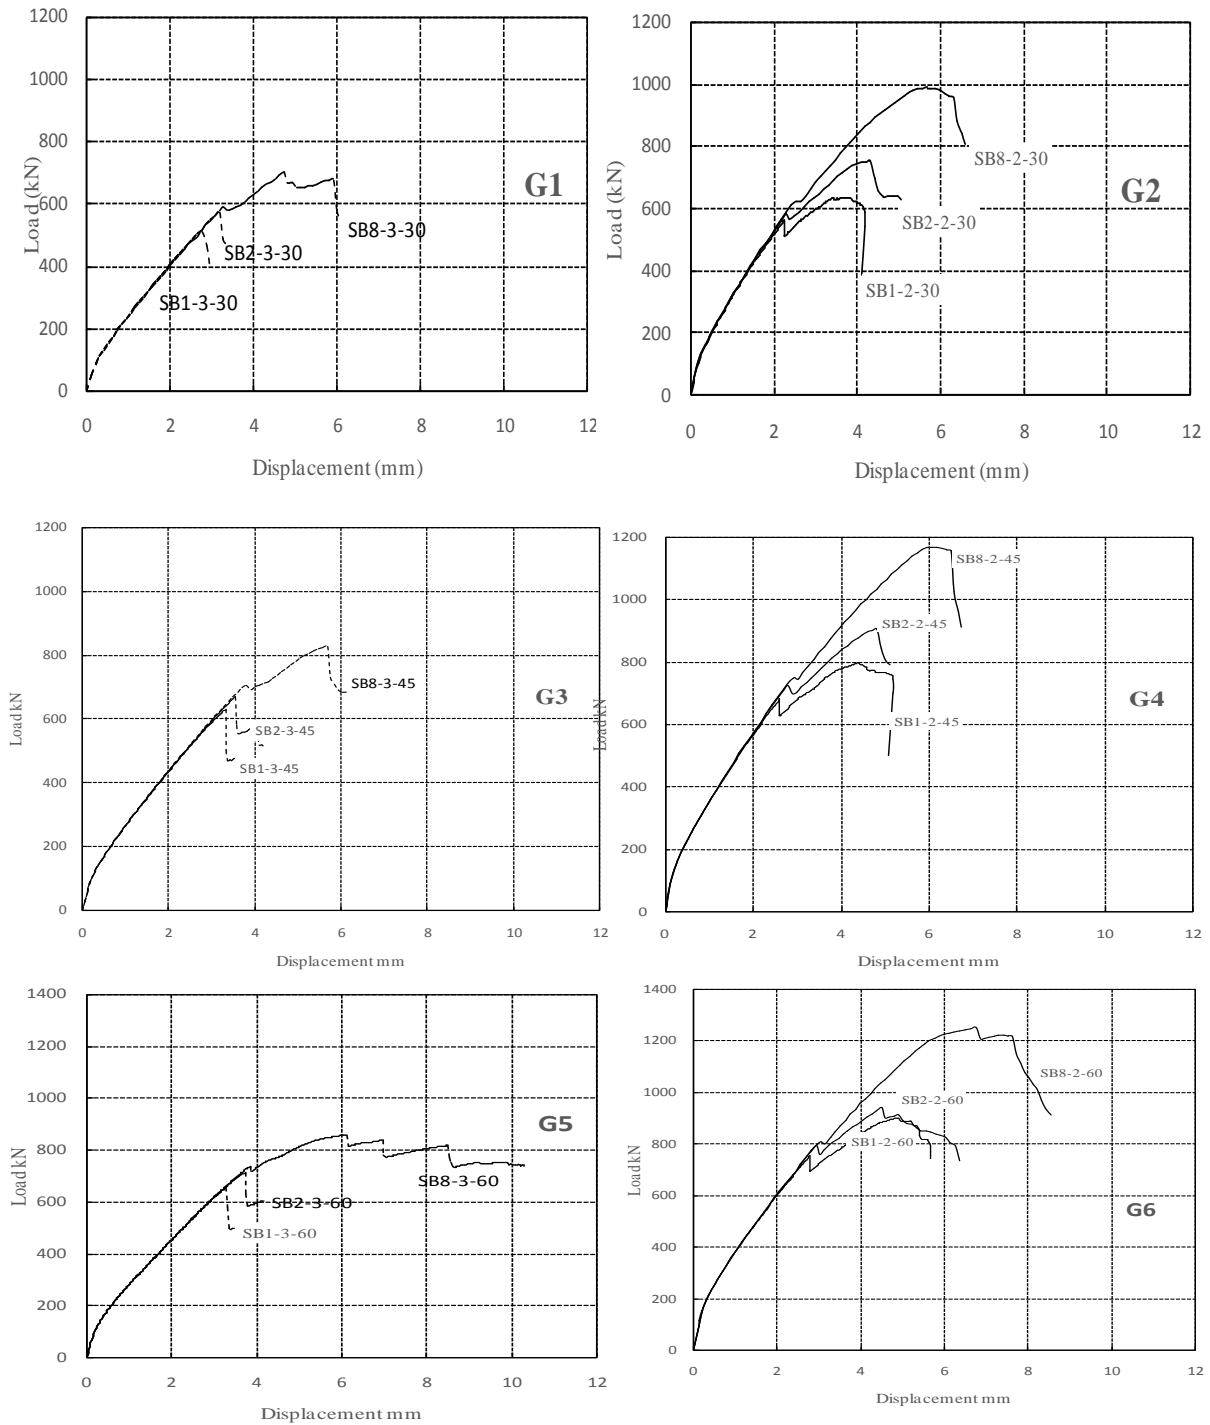 1200
1000
800
600
400
200
0
Load (kN)
G1
SB8-3-30
SB2-3-30
SB1-3-30
0 2 4 6 8 10 12
Displacement (mm)
1200
1000
800
600
400
200
0
Load (kN)
G2
SB8-2-30
SB2-2-30
SB1-2-30
0 2 4 6 8 10 12
Displacement (mm)
1200
1000
800
600
400
200
0
Load kN
G3
SB8-3-45
SB2-3-45
SB1-3-45
0 2 4 6 8 10 12
Displacement mm
1200
1000
800
600
400
200
0
Load kN
G4
SB8-2-45
SB2-2-45
SB1-2-45
0 2 4 6 8 10 12
Displacement mm
1400
1200
1000
800
600
400
200
0
Load kN
G5
SB8-3-60
SB2-3-60
SB1-3-60
0 2 4 6 8 10 12
Displacement mm
1400
1200
1000
800
600
400
200
0
Load kN
SB8-2-60
SB2-2-60
SB1-2-60
G6
0 2 4 6 8 10 12
Displacement mm